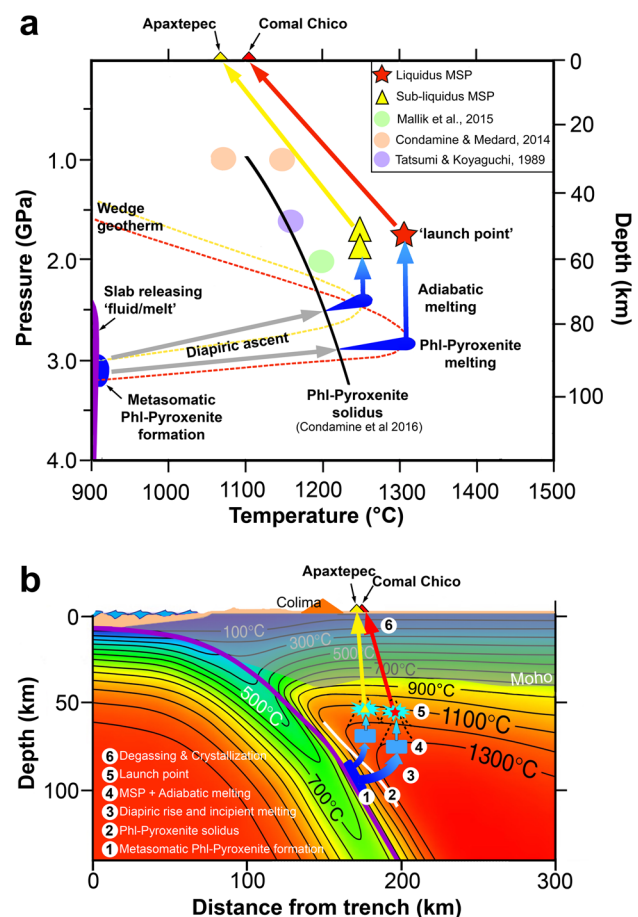 a
Apaxtepec
Comal Chico
Liquidus MSP
Sub-liquidus MSP
Mallik et al., 2015
Condamine & Medard, 2014
Tatsumi & Koyaguchi, 1989
Wedge
geotherm
'launch point'
Slab releasing
'fluid/melt'
Adiabatic
melting
Diapiric ascent
Phl-Pyroxenite
melting
Metasomatic
Phl-Pyroxenite
formation
Phl-Pyroxenite
solidus
(Condamine et al 2016)
1.0
2.0
3.0
4.0
Pressure (GPa)
0
20
40
60
80
100
Depth (km)
900
1000
1100
1200
1300
1400
1500
Temperature (°C)
b
Apaxtepec
Comal Chico
Colima
6
100°C
300°C
500°C
700°C
Moho
900°C
500°C
1100°C
5
4
1300°C
3
700°C
1
2
6 Degassing & Crystallization
5 Launch point
4 MSP + Adiabatic melting
3 Diapiric rise and incipient melting
2 Phl-Pyroxenite solidus
1 Metasomatic Phl-Pyroxenite formation
0
50
100
Depth (km)
0
100
200
300
Distance from trench (km)